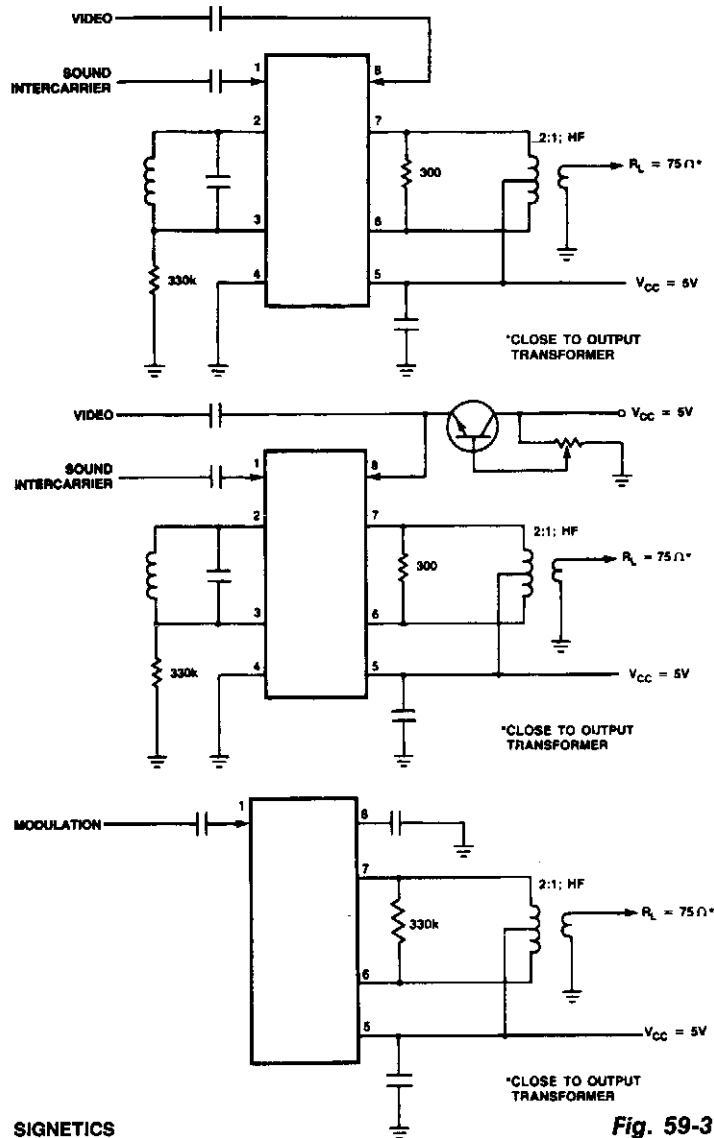 VIDEO
SOUND
INTERCARRIER
1
8
2
7
2:1; HF
R_L = 75Ω*
300
3
6
330k
4
5
V_CC = 5V
*CLOSE TO OUTPUT
TRANSFORMER
VIDEO
V_CC = 5V
SOUND
INTERCARRIER
1
8
2
7
2:1; HF
R_L = 75Ω*
300
3
6
330k
4
5
V_CC = 5V
*CLOSE TO OUTPUT
TRANSFORMER
MODULATION
1
8
7
2:1; HF
R_L = 75Ω*
330k
6
5
V_CC = 5V
*CLOSE TO OUTPUT
TRANSFORMER
SIGNETICS
Fig. 59-3